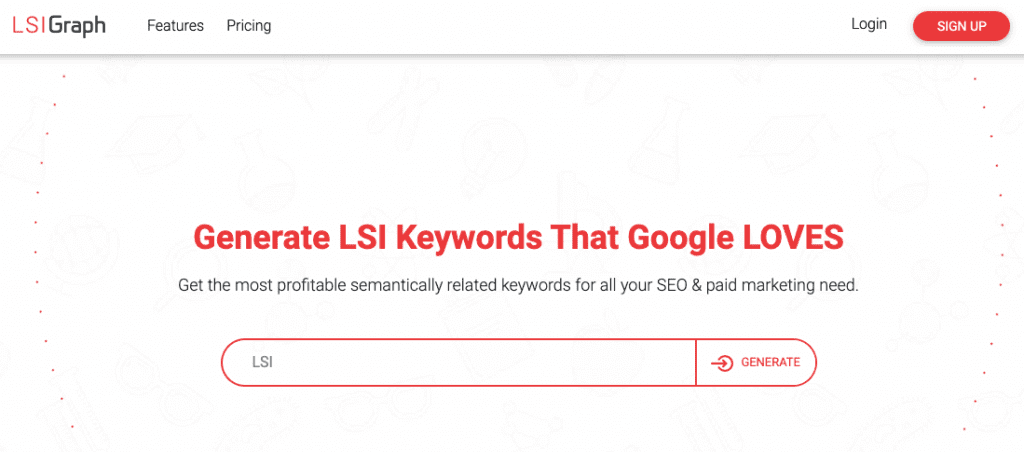 LSIGraph Features Pricing Login SIGN UP
Generate LSI Keywords That Google LOVES
Get the most profitable semantically related keywords for all your SEO & paid marketing need.
LSI GENERATE